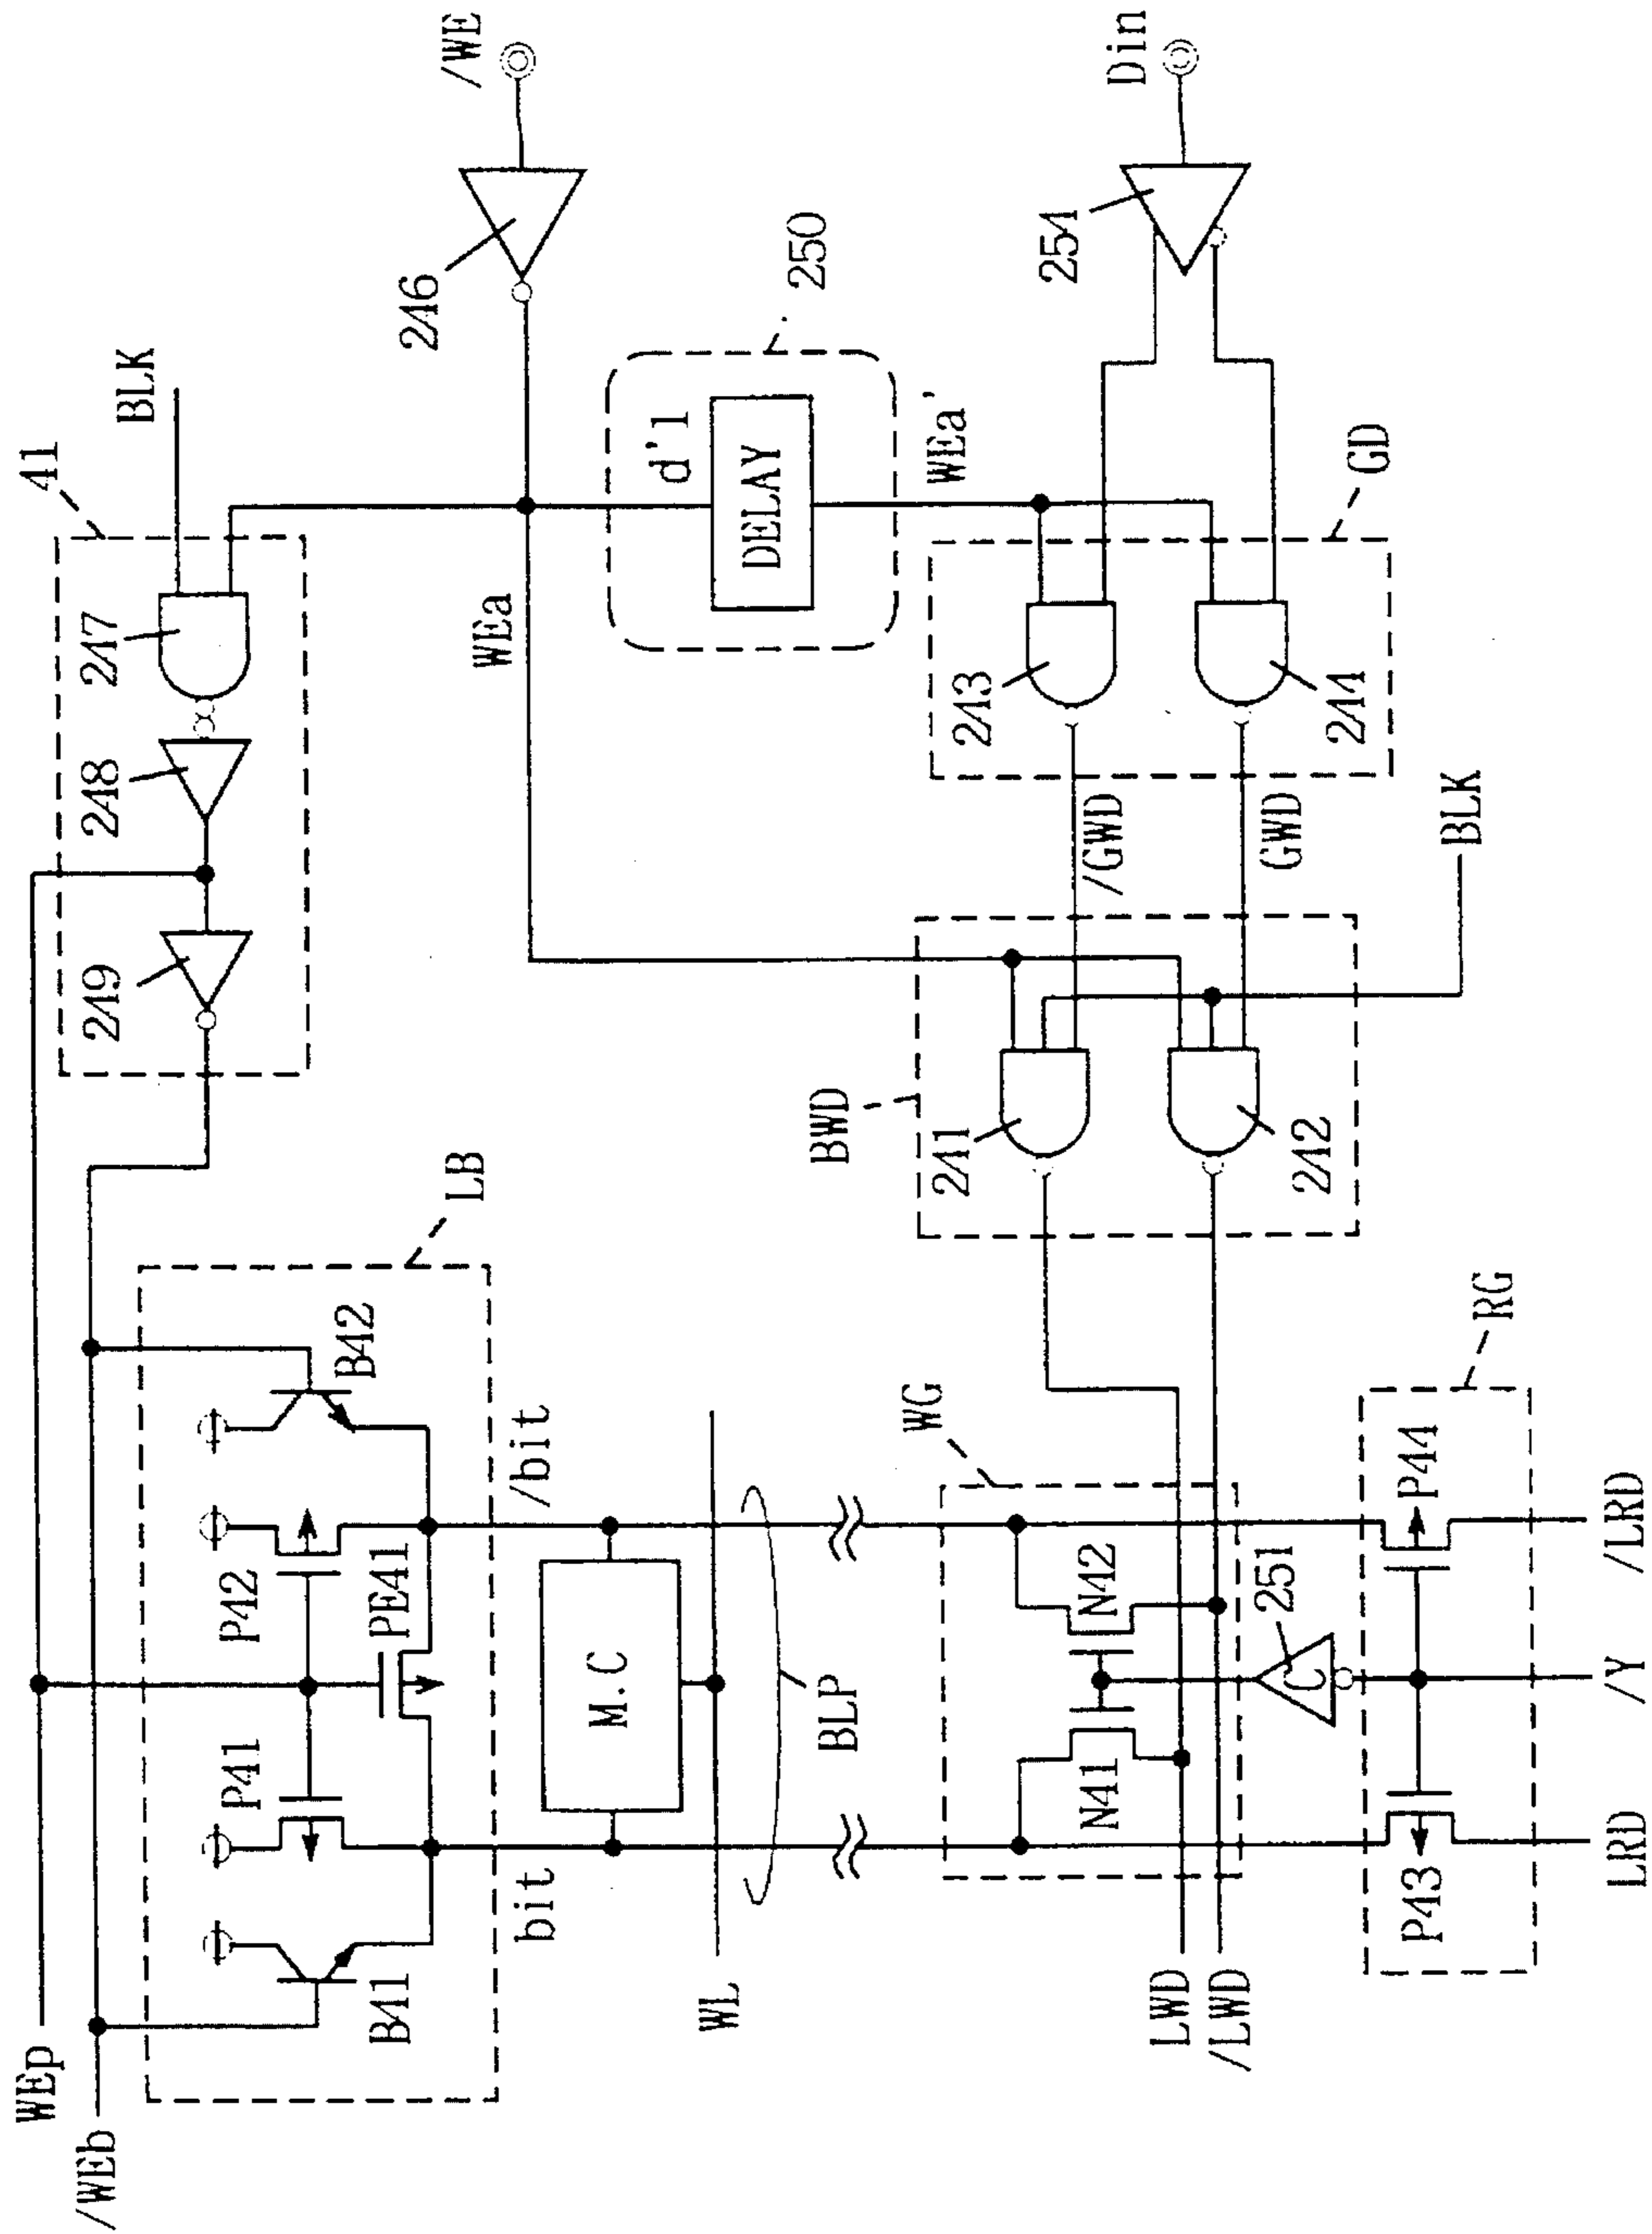 WEp
/WEb
41
BLK
247
248
249
LB
B41
P41
P42
PE41
B42
bit
/bit
M.C
WL
BLP
/WE
246
WEa
250
d'1
DELAY
WEa'
Din
254
GD
243
244
/GWD
GWD
BWD
241
242
BLK
WG
N41
N42
LWD
/LWD
251
C
RG
P43
P44
LRD
/Y
/LRD